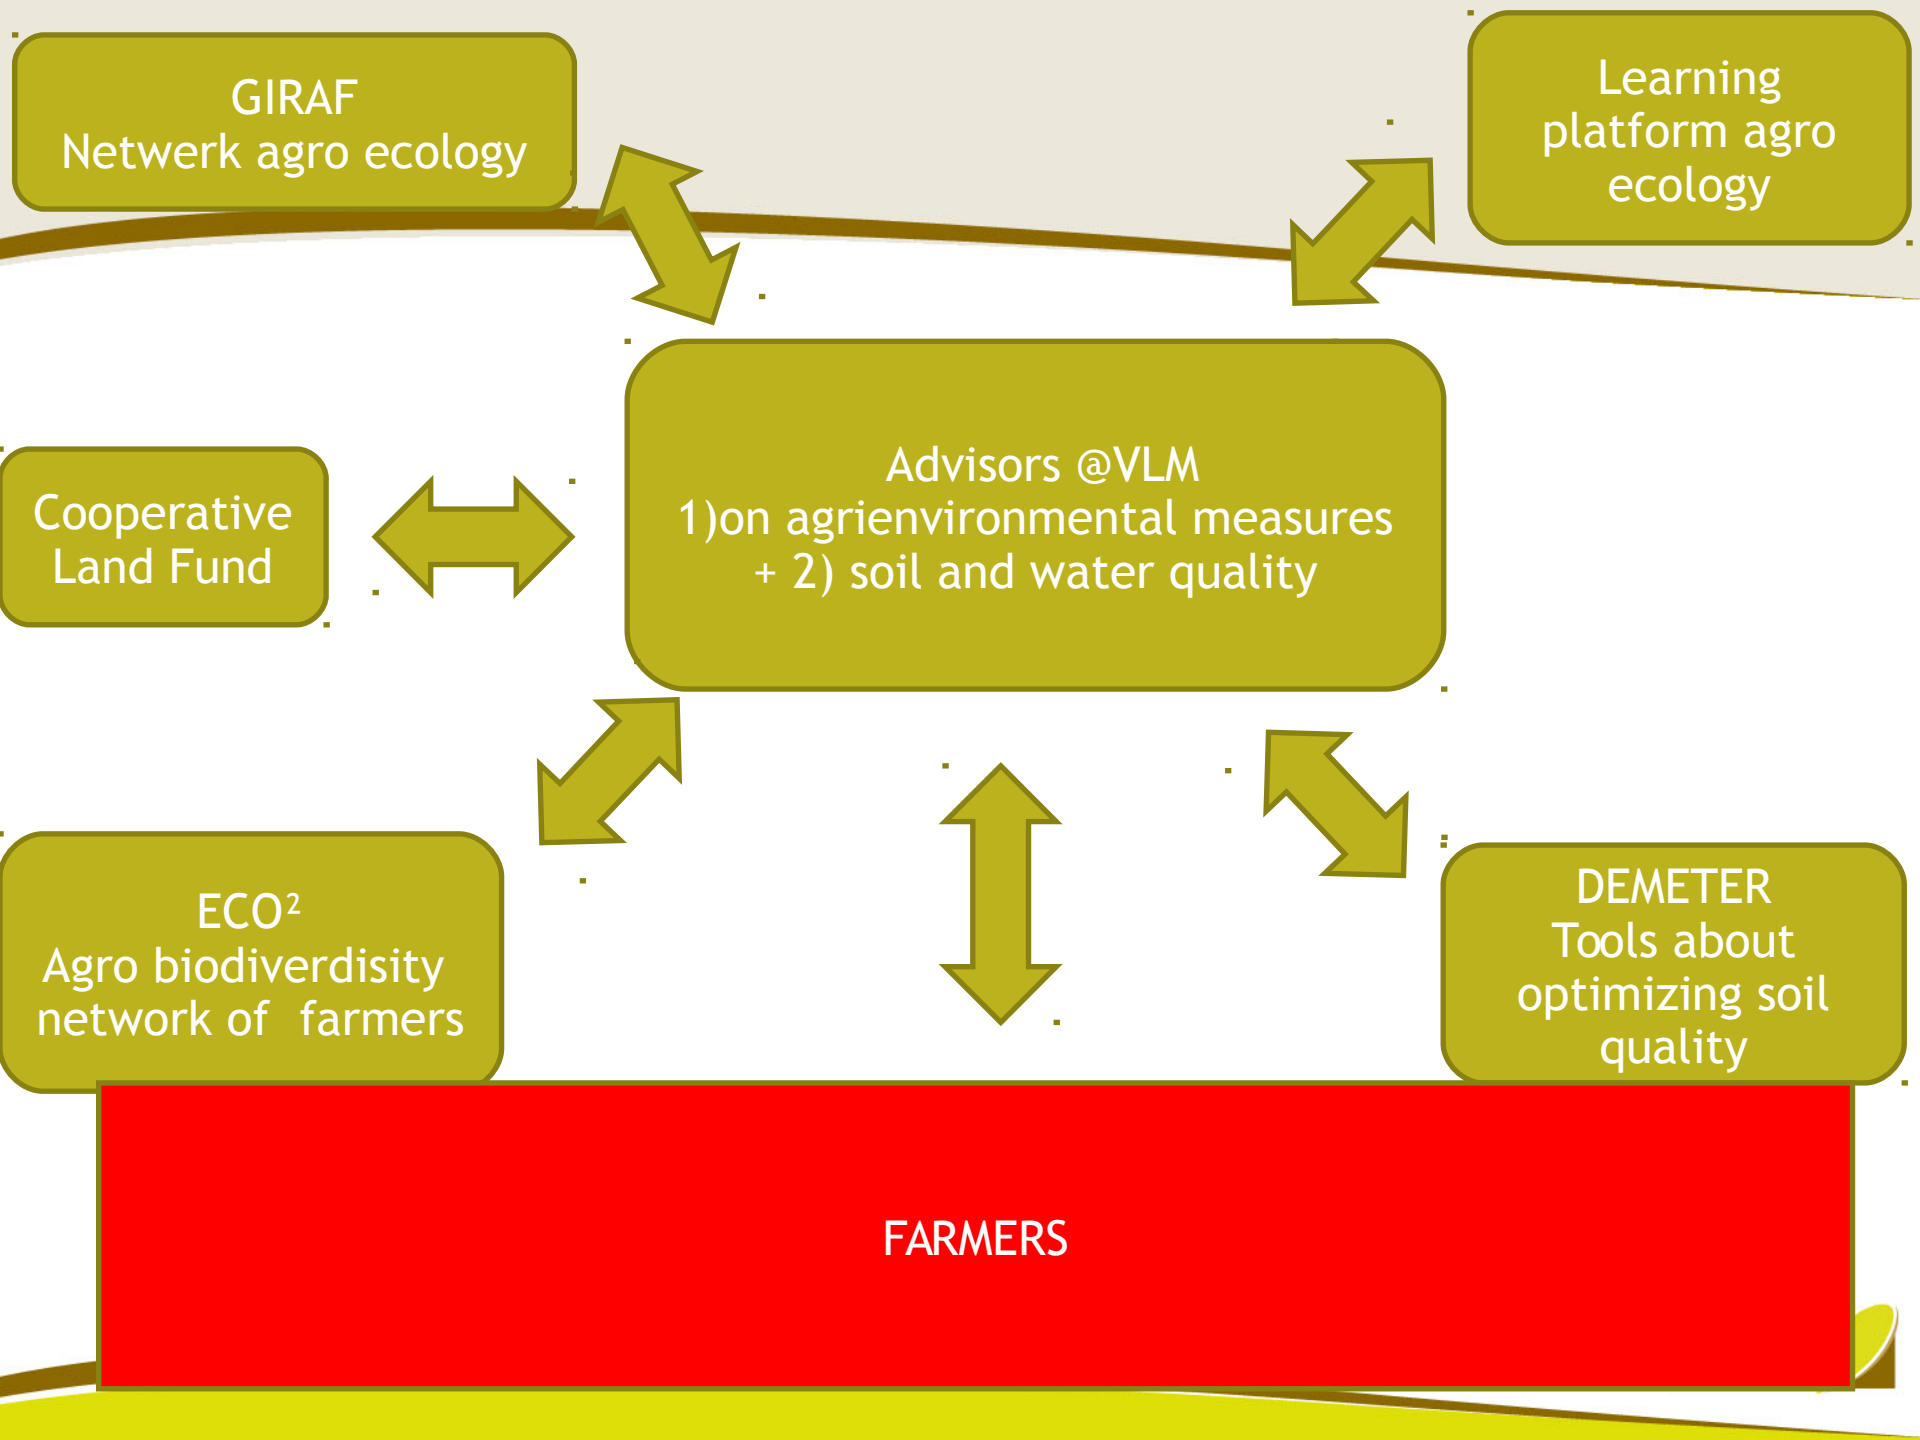 GIRAF
Netwerk agro ecology
Learning
platform agro
ecology
Advisors @VLM
1)on agrienvironmental measures
+ 2) soil and water quality
Cooperative
Land Fund
ECO²
Agro biodiverdisity
network of  farmers
DEMETER
Tools about
optimizing soil
quality
FARMERS